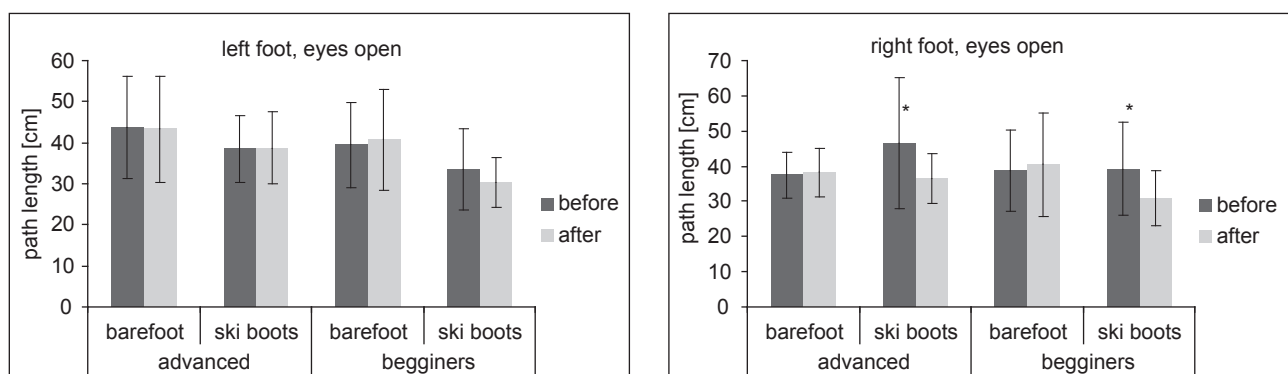 left foot, eyes open
path length [cm]
60
50
40
30
20
10
0
before
after
barefoot ski boots barefoot ski boots
advanced begginers
right foot, eyes open
path length [cm]
70
60
50
40
30
20
10
0
*
*
before
after
barefoot ski boots barefoot ski boots
advanced begginers